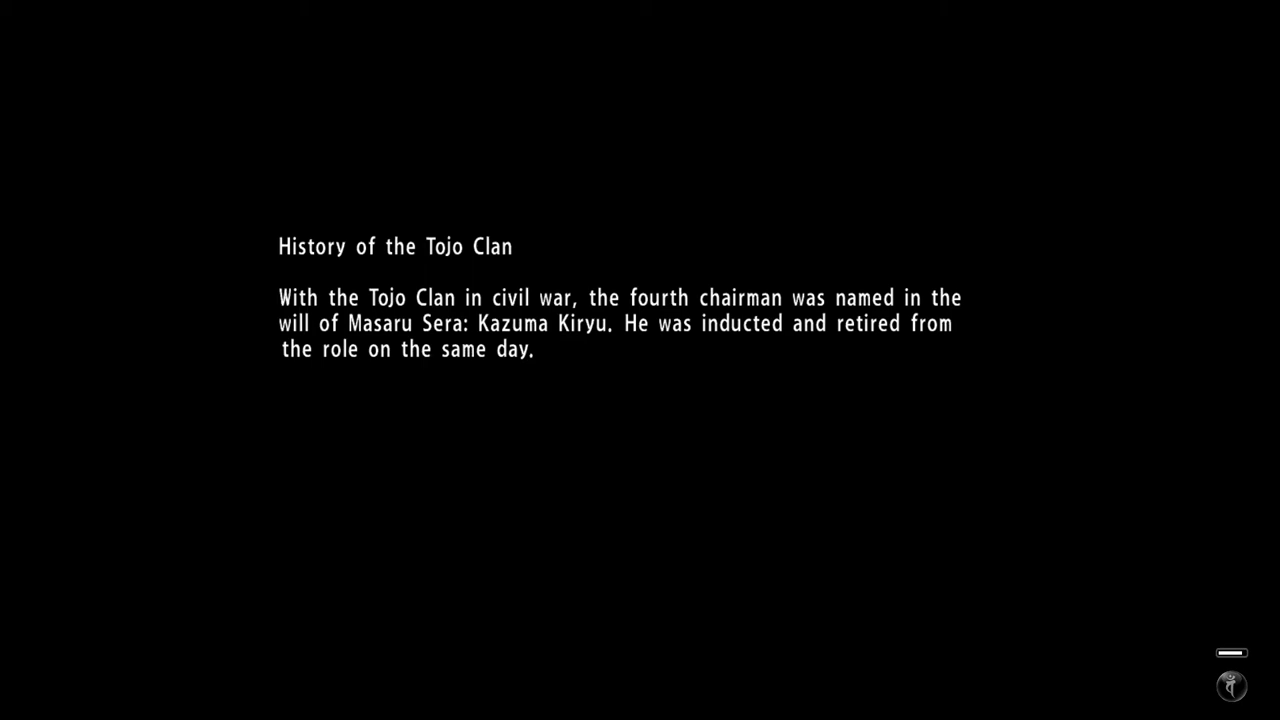 History of the Tojo Clan
With the Tojo Clan in civil war, the fourth chairman was named in the
will of Masaru Sera: Kazuma Kiryu. He was inducted and retired from
the role on the same day.